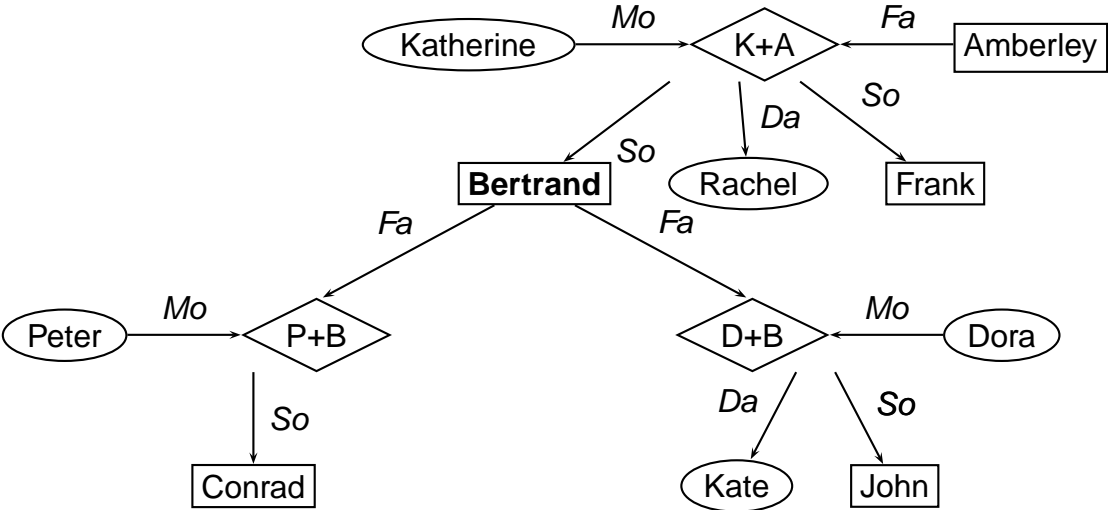 Katherine
Mo
K+A
Fa
Amberley
So
Da
So
Bertrand
Rachel
Frank
Fa
Fa
Peter
Mo
P+B
D+B
Mo
Dora
So
Da
So
Conrad
Kate
John